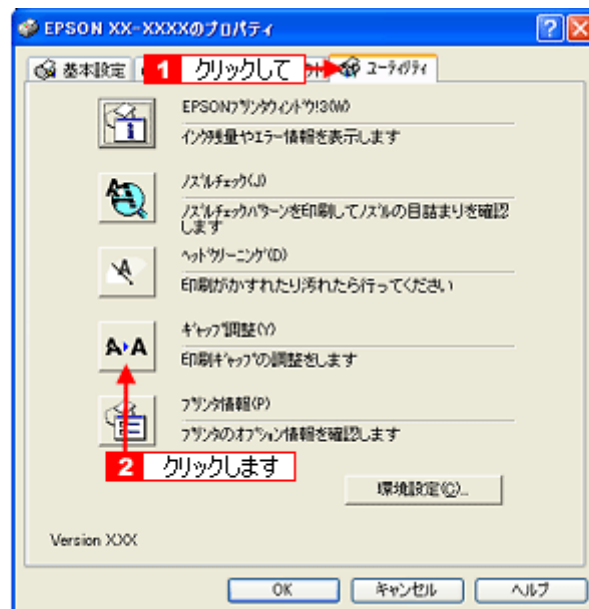 EPSON XX-XXXXのプロパティ
基本設定
1 クリックして
ユーティリティ
EPSONプリンタウィンドウ!3(W)
インク残量やエラー情報を表示します
ノズルチェック(J)
ノズルチェックパターンを印刷してノズルの目詰まりを確認
します
ヘッドクリーニング(D)
印刷がかすれたり汚れたら行ってください
ギャップ調整(Y)
印刷ギャップの調整をします
プリンタ情報(P)
プリンタのオプション情報を確認します
2 クリックします
環境設定(C)...
Version XXX
OK キャンセル ヘルプ